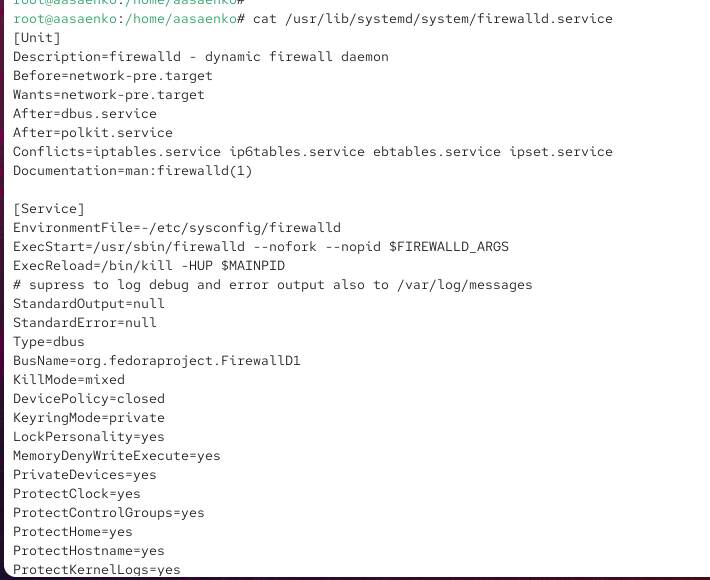 root@aasaenko:/home/aasaenko#
root@aasaenko:/home/aasaenko# cat /usr/lib/systemd/system/firewalld.service
[Unit]
Description=firewalld - dynamic firewall daemon
Before=network-pre.target
Wants=network-pre.target
After=dbus.service
After=polkit.service
Conflicts=iptables.service ip6tables.service ebtables.service ipset.service
Documentation=man:firewalld(1)

[Service]
EnvironmentFile=-/etc/sysconfig/firewalld
ExecStart=/usr/sbin/firewalld --nofork --nopid $FIREWALLD_ARGS
ExecReload=/bin/kill -HUP $MAINPID
# supress to log debug and error output also to /var/log/messages
StandardOutput=null
StandardError=null
Type=dbus
BusName=org.fedoraproject.FirewallD1
KillMode=mixed
DevicePolicy=closed
KeyringMode=private
LockPersonality=yes
MemoryDenyWriteExecute=yes
PrivateDevices=yes
ProtectClock=yes
ProtectControlGroups=yes
ProtectHome=yes
ProtectHostname=yes
ProtectKernelLogs=yes